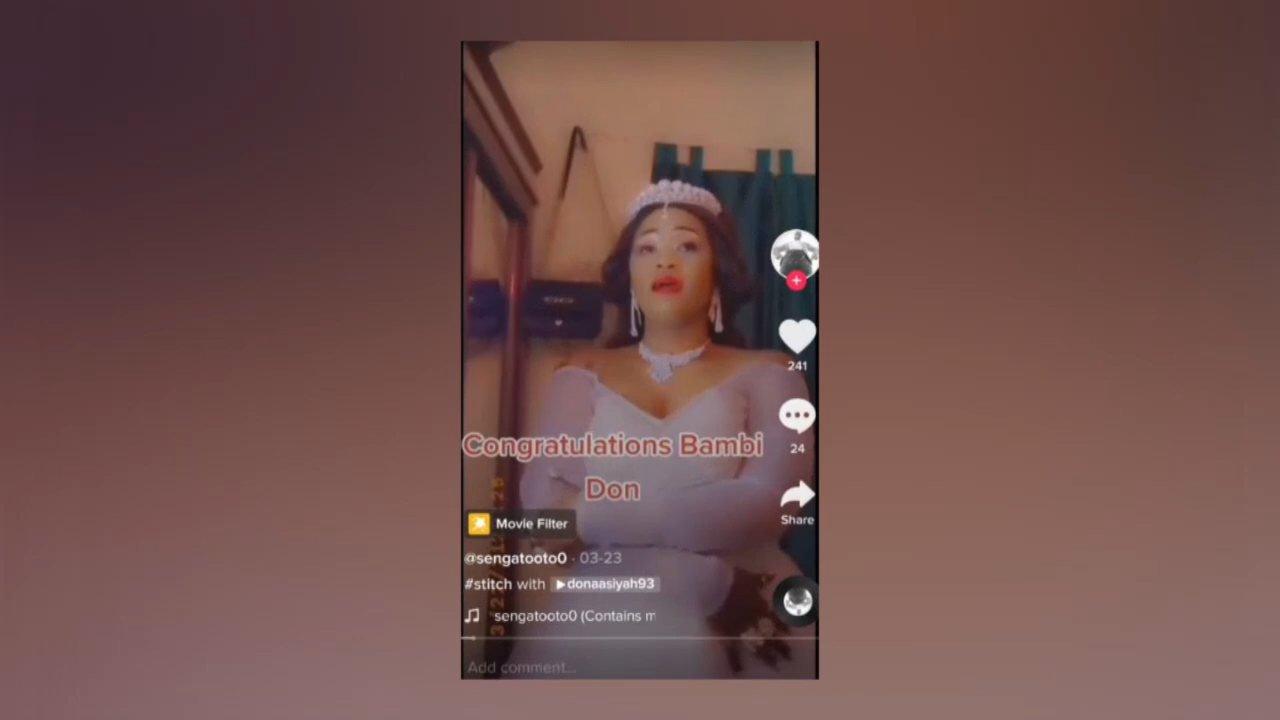 241
Congratulations Bambi
Don
24
Share
Movie Filter
@sengatooto0 · 03-23
#stitch with ▶donaasiyah93
sengatooto0 (Contains m
Add comment...